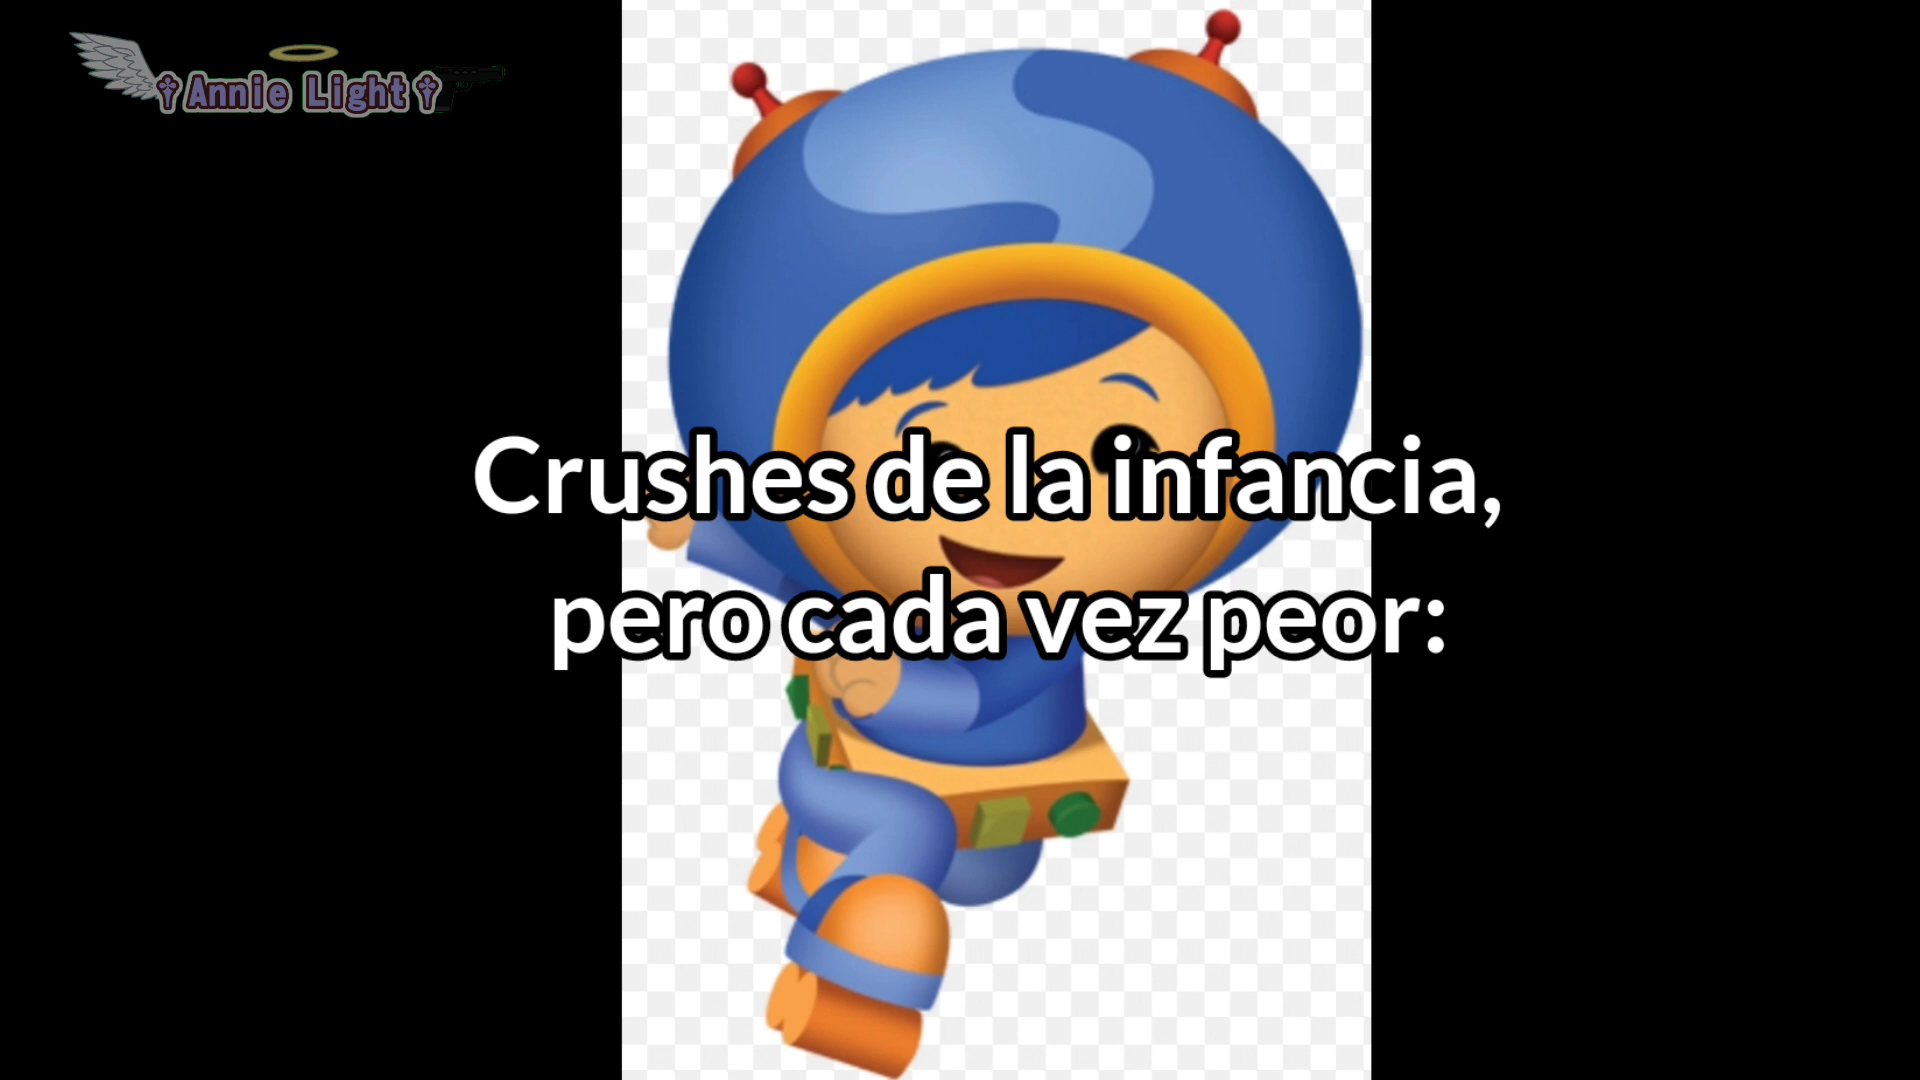 †Annie Light†
Crushes de la infancia,
pero cada vez peor: